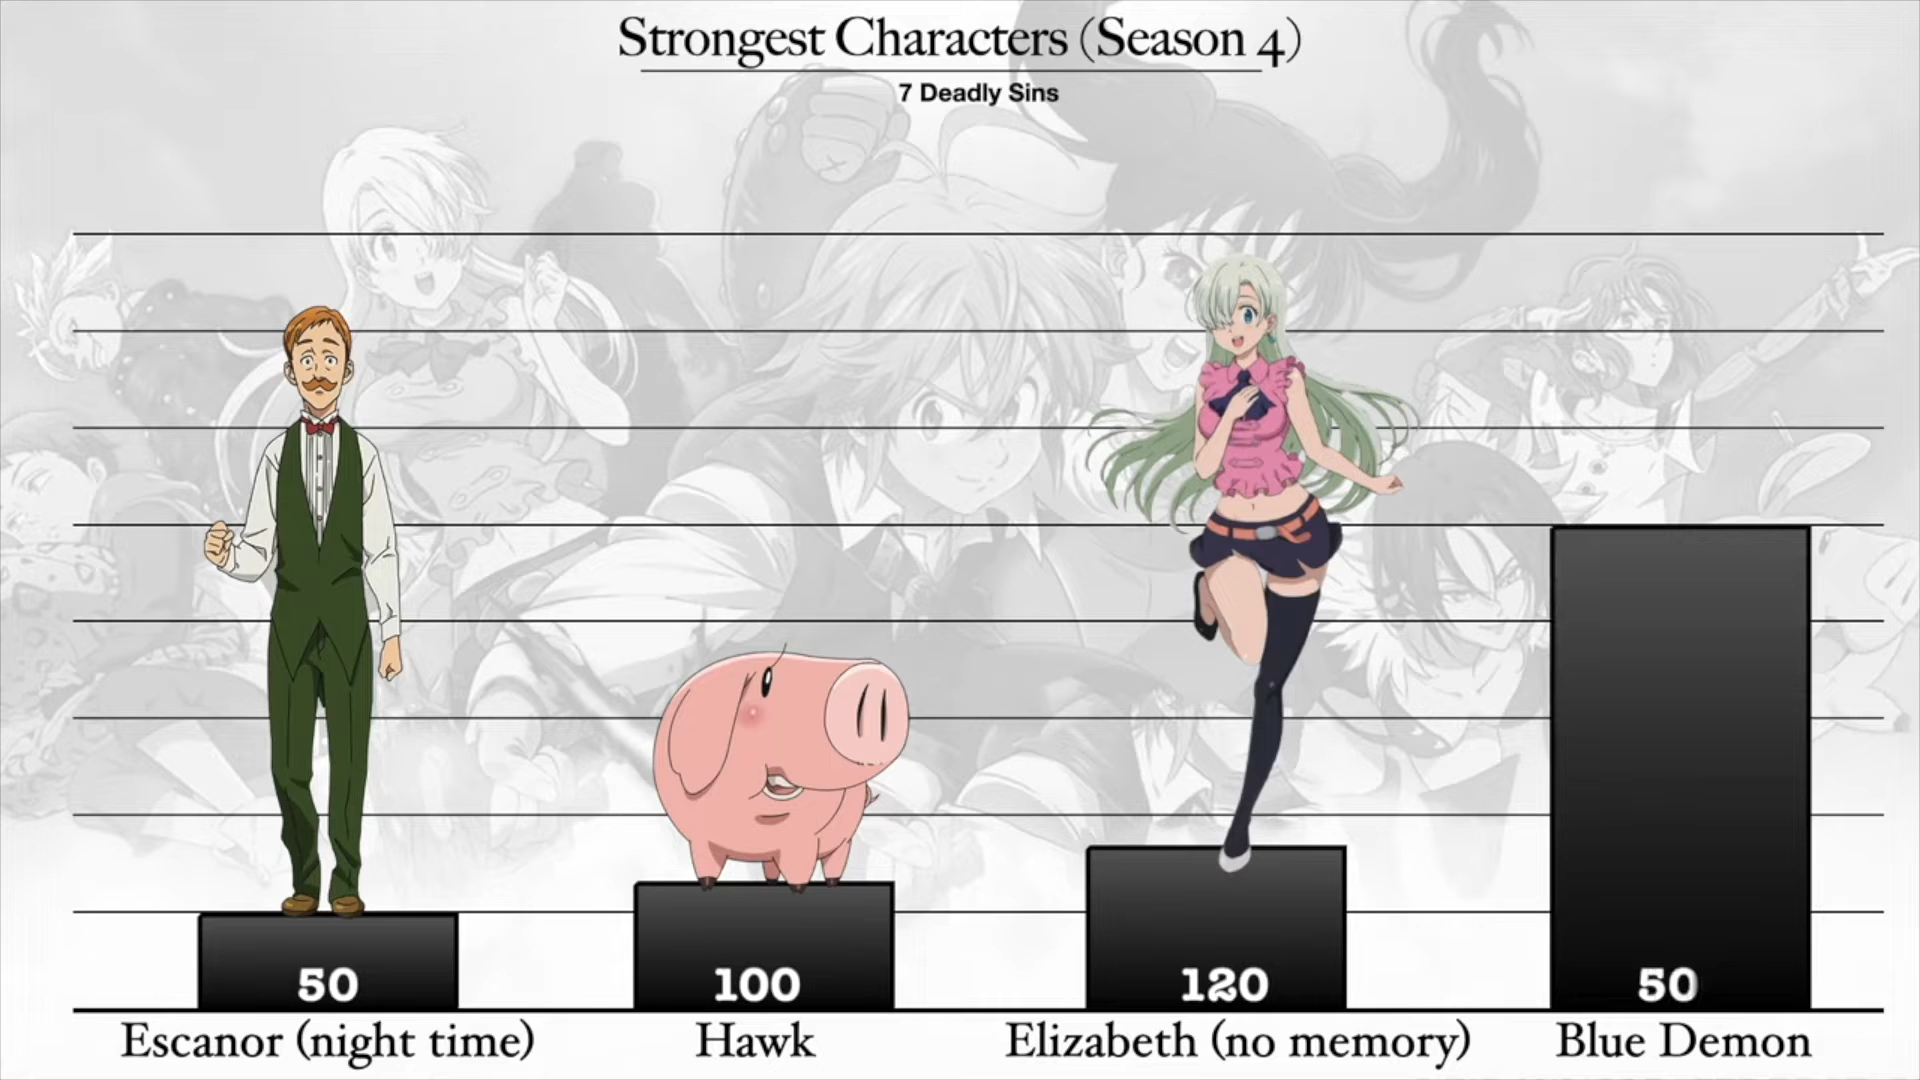 Strongest Characters (Season 4)
7 Deadly Sins
50
100
120
50
Escanor (night time)
Hawk
Elizabeth (no memory)
Blue Demon